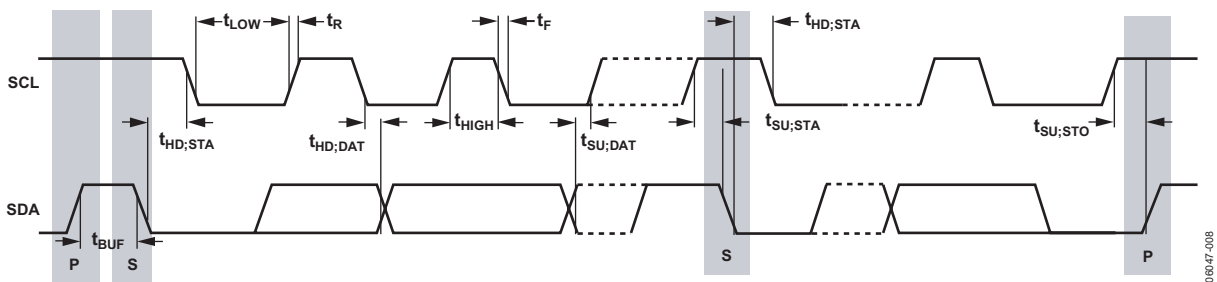 tLOW
tR
tF
tHD;STA
SCL
tHD;STA
tHD;DAT
tHIGH
tSU;DAT
tSU;STA
tSU;STO
SDA
tBUF
P
S
S
P
06047-008